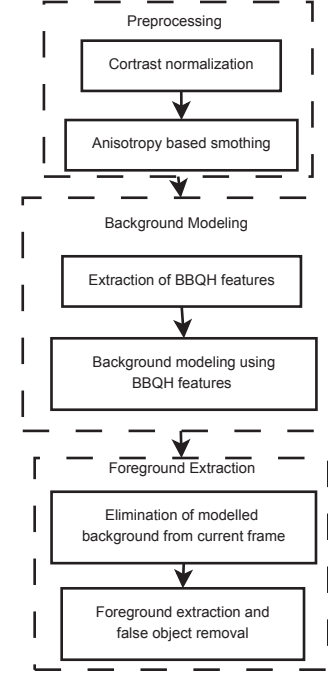 Preprocessing
Cortrast normalization
Anisotropy based smothing
Background Modeling
Extraction of BBQH features
Background modeling using
BBQH features
Foreground Extraction
Elimination of modelled
background from current frame
Foreground extraction and
false object removal